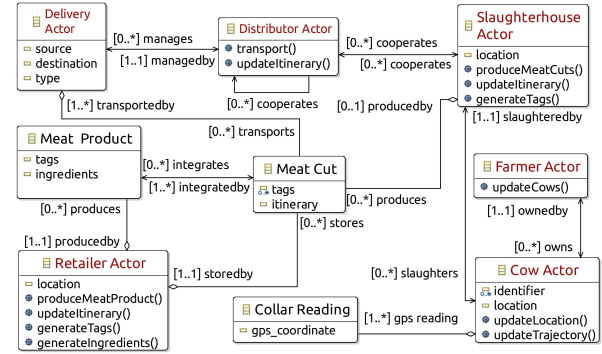 Delivery
Actor
source
destination
type
[0..*] manages
[1..1] managedby
Distributor Actor
transport()
updateItinerary()
[0..*] cooperates
[0..*] cooperates
[0..*] cooperates
Slaughterhouse
Actor
location
produceMeatCuts()
updateItinerary()
generateTags()
[1..*] transportedby
[0..*] transports
[0..1] producedby
[1..1] slaughteredby
Meat Product
tags
ingredients
[0..*] integrates
[1..*] integratedby
Meat Cut
tags
itinerary
[0..*] produces
[0..*] stores
Farmer Actor
updateCows()
[1..1] ownedby
[0..*] owns
[0..*] produces
[1..1] producedby
Retailer Actor
location
produceMeatProduct()
updateItinerary()
generateTags()
generateIngredients()
[1..1] storedby
[0..*] slaughters
Collar Reading
gps_coordinate
[1..*] gps reading
Cow Actor
identifier
location
updateLocation()
updateTrajectory()